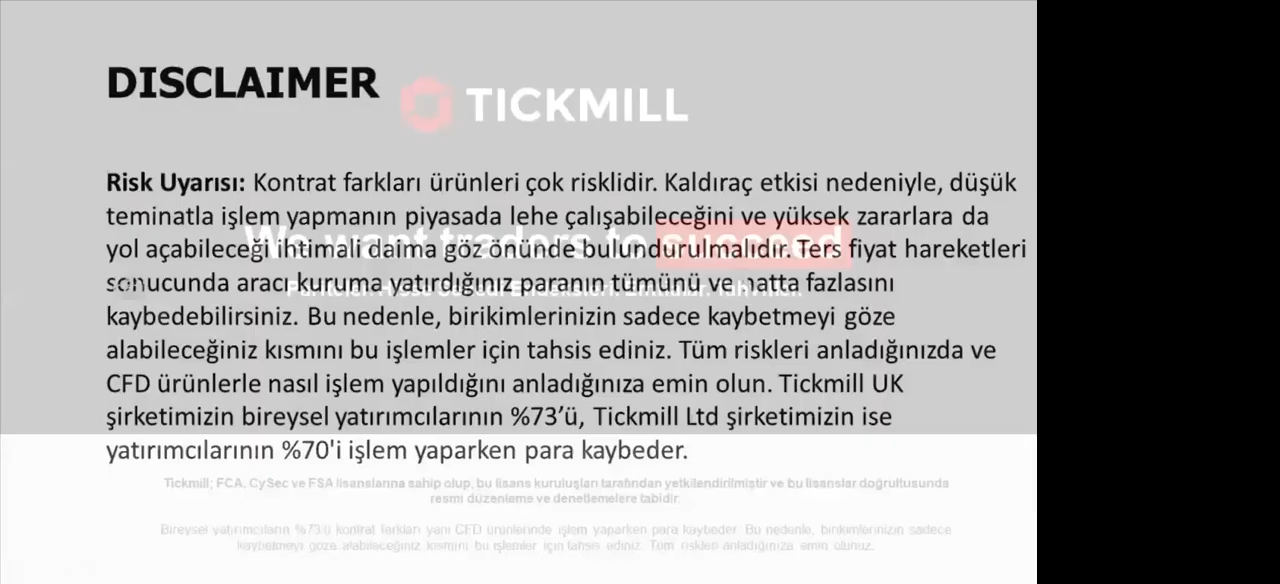 DISCLAIMER
TICKMILL
Risk Uyarısı: Kontrat farkları ürünleri çok risklidir. Kaldıraç etkisi nedeniyle, düşük
teminatla işlem yapmanın piyasada lehe çalışabileceğini ve yüksek zararlara da
yol açabileceği ihtimali daima göz önünde bulundurulmalıdır. Ters fiyat hareketleri
We want traders to succeed
sonucunda aracı kuruma yatırdığınız paranın tümünü ve hatta fazlasını
kaybedebilirsiniz. Bu nedenle, birikimlerinizin sadece kaybetmeyi göze
alabileceğiniz kısmını bu işlemler için tahsis ediniz. Tüm riskleri anladığınızda ve
CFD ürünlerle nasıl işlem yapıldığını anladığınıza emin olun. Tickmill UK
şirketimizin bireysel yatırımcılarının %73’ü, Tickmill Ltd şirketimizin ise
yatırımcılarının %70'i işlem yaparken para kaybeder.
Tickmill; FCA, CySec ve FSA lisanslarına sahip olup, bu lisans kuruluşları tarafından yetkilendirilmiştir ve bu lisanslar doğrultusunda
resmi düzenleme ve denetlemelere tabidir.
Bireysel yatırımcıların %73'ü kontrat farkları yani CFD ürünlerinde işlem yaparken para kaybeder. Bu nedenle, birikimlerinizin sadece
kaybetmeyi göze alabileceğiniz kısmını bu işlemler için tahsis ediniz. Tüm riskleri anladığınıza emin olunuz.